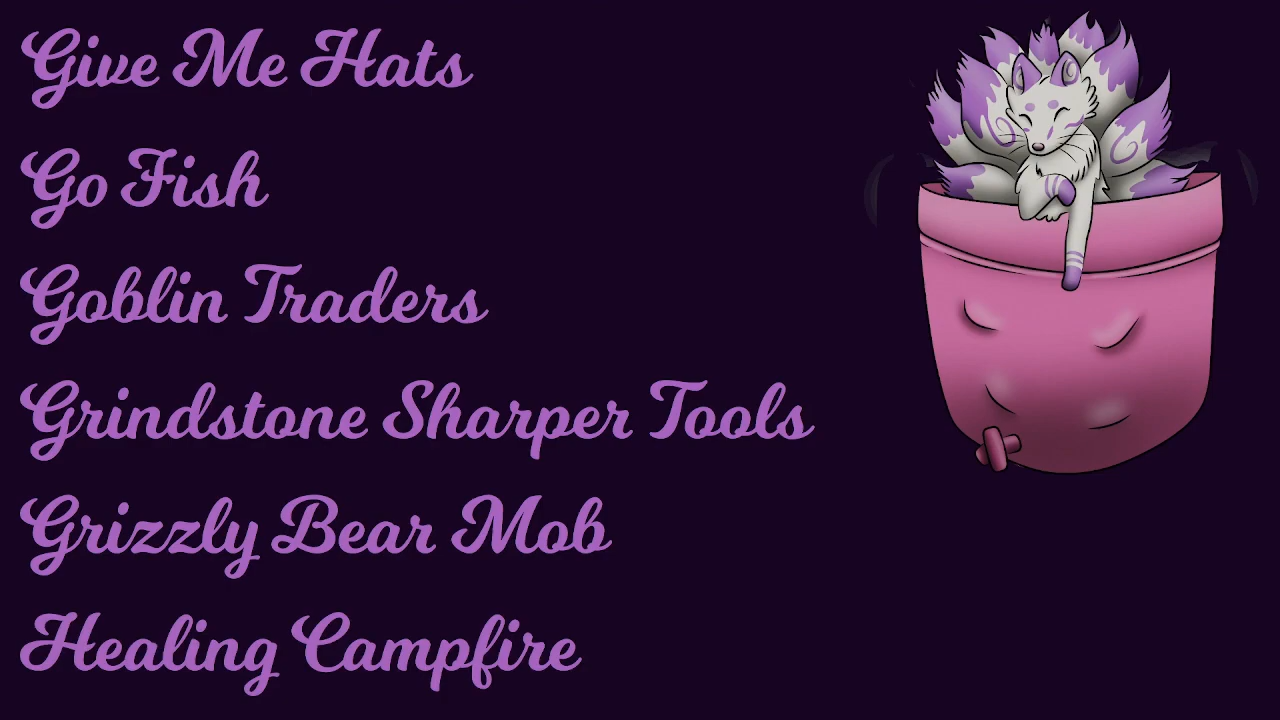 Give Me Hats
Go Fish
Goblin Traders
Grindstone Sharper Tools
Grizzly Bear Mob
Healing Campfire